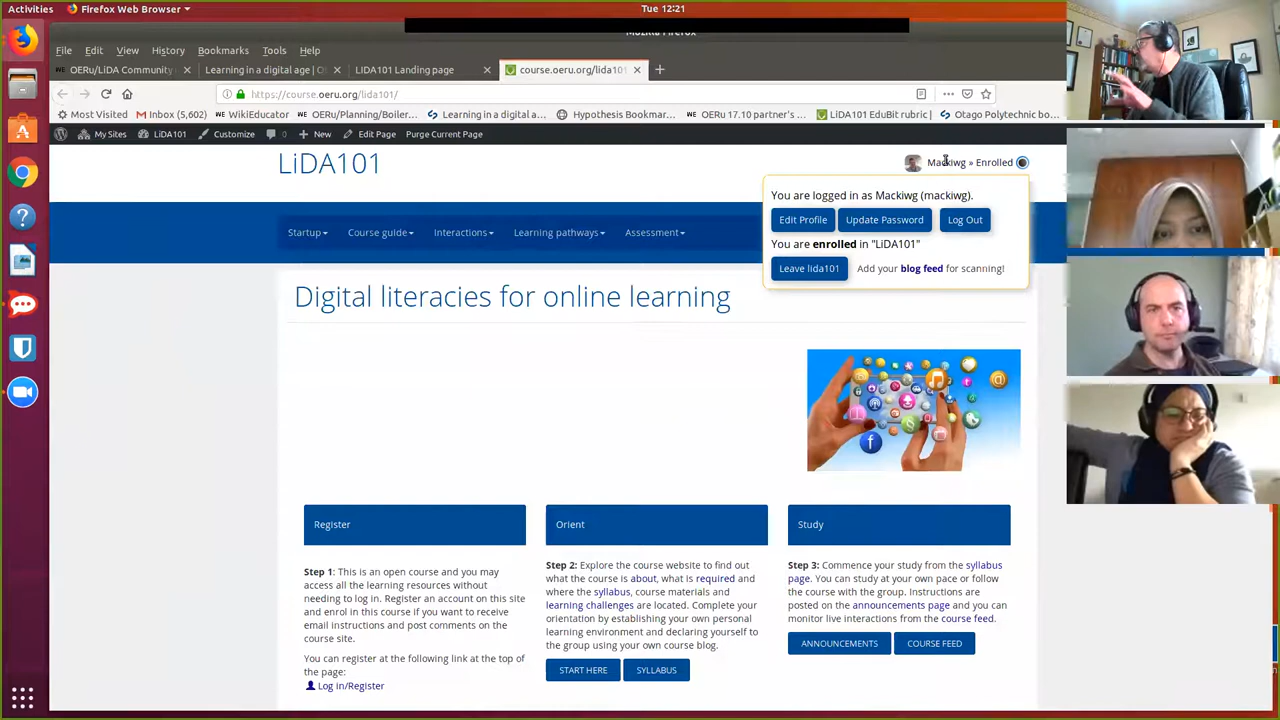 Activities
Firefox Web Browser
Tue 12:21
Mozilla Firefox
File Edit View History Bookmarks Tools Help
OERu/LiDA Community
Learning in a digital age | O
LiDA101 Landing page
course.oeru.org/lida101
https://course.oeru.org/lida101/
Most Visited
Inbox (5,602)
WikiEducator
OERu/Planning/Boiler...
Learning in a digital a...
Hypothesis Bookmar...
OERu 17.10 partner's ...
LiDA101 EduBit rubric |
Otago Polytechnic bo...
My Sites
LiDA101
Customize
0
New
Edit Page
Purge Current Page
LiDA101
Mackiwg » Enrolled
You are logged in as Mackiwg (mackiwg).
Edit Profile
Update Password
Log Out
You are enrolled in "LiDA101"
Leave lida101
Add your blog feed for scanning!
Startup
Course guide
Interactions
Learning pathways
Assessment
Digital literacies for online learning
Register
Step 1: This is an open course and you may
access all the learning resources without
needing to log in. Register an account on this site
and enrol in this course if you want to receive
email instructions and post comments on the
course site.
You can register at the following link at the top of
the page:
Log in/Register
Orient
Step 2: Explore the course website to find out
what the course is about, what is required and
where the syllabus, course materials and
learning challenges are located. Complete your
orientation by establishing your own personal
learning environment and declaring yourself to
the group using your own course blog.
START HERE
SYLLABUS
Study
Step 3: Commence your study from the syllabus
page. You can study at your own pace or follow
the course with the group. Instructions are
posted on the announcements page and you can
monitor live interactions from the course feed.
ANNOUNCEMENTS
COURSE FEED